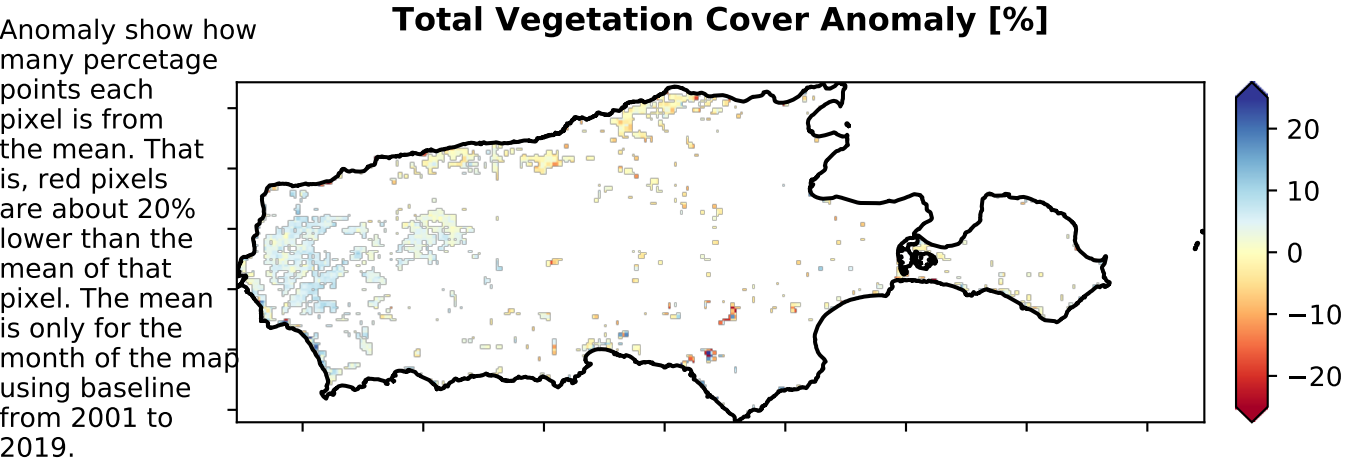 Total Vegetation Cover Anomaly [%]
Anomaly show how
many percetage
points each
pixel is from
the mean. That
is, red pixels
are about 20%
lower than the
mean of that
pixel. The mean
is only for the
month of the map
using baseline
from 2001 to
2019.
20
10
0
−10
−20